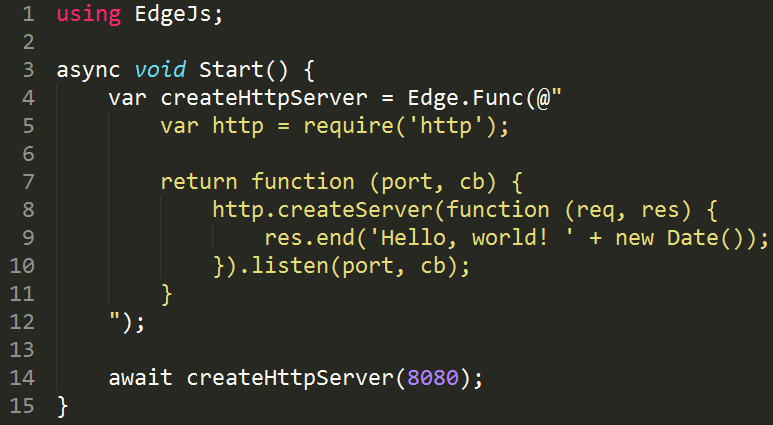 1 using EdgeJs;
2
3 async void Start() {
4     var createHttpServer = Edge.Func(@"
5         var http = require('http');
6
7         return function (port, cb) {
8             http.createServer(function (req, res) {
9                 res.end('Hello, world! ' + new Date());
10             }).listen(port, cb);
11         }
12     ");
13
14     await createHttpServer(8080);
15 }